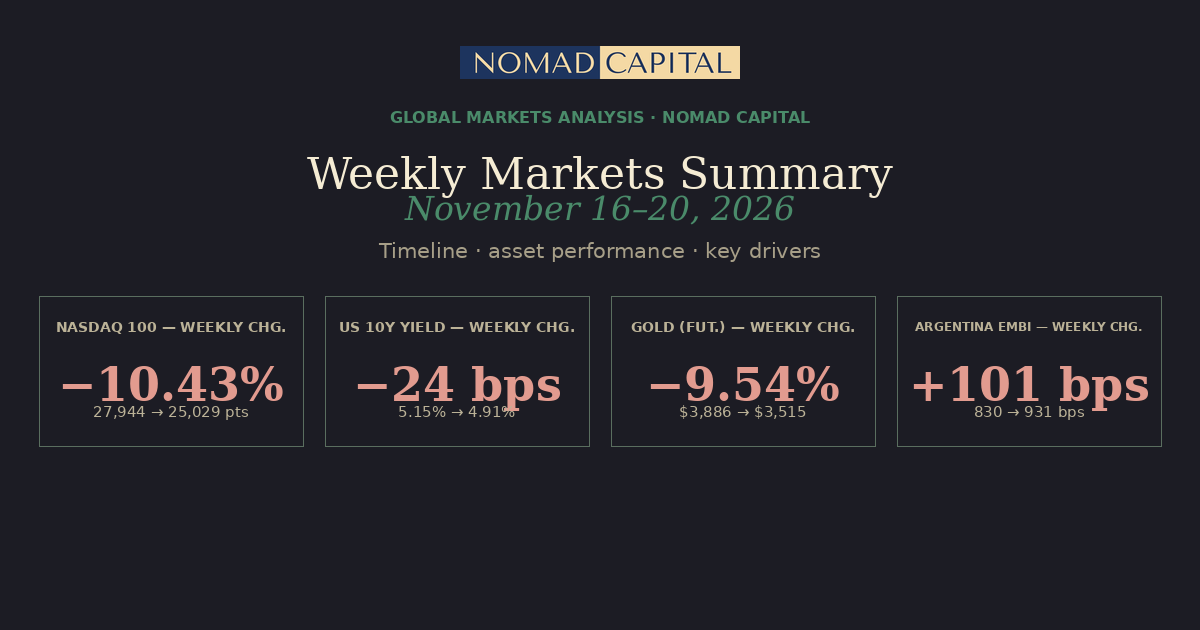 NOMAD CAPITAL
GLOBAL MARKETS ANALYSIS · NOMAD CAPITAL
Weekly Markets Summary
November 16–20, 2026
Timeline · asset performance · key drivers
NASDAQ 100 — WEEKLY CHG.
−10.43%
27,944 → 25,029 pts
US 10Y YIELD — WEEKLY CHG.
−24 bps
5.15% → 4.91%
GOLD (FUT.) — WEEKLY CHG.
−9.54%
$3,886 → $3,515
ARGENTINA EMBI — WEEKLY CHG.
+101 bps
830 → 931 bps